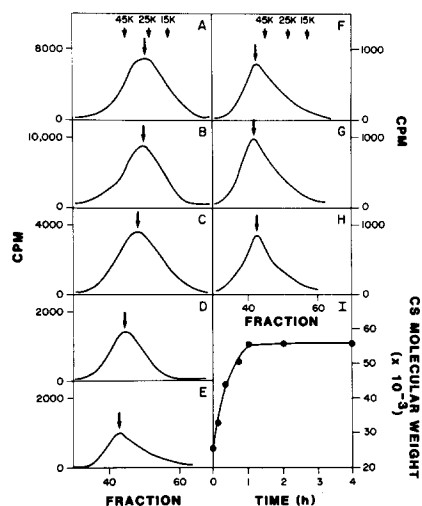 45K 25K 15K
A
8000
0
B
10,000
0
C
4000
0
D
2000
0
E
2000
0
40 60
FRACTION
CPM
45K 25K 15K
F
1000
0
G
1000
0
H
1000
0
40 60
FRACTION
CPM
I
60
50
40
30
20
0 1 2 3 4
TIME (h)
CS MOLECULAR WEIGHT
(x 10-3)